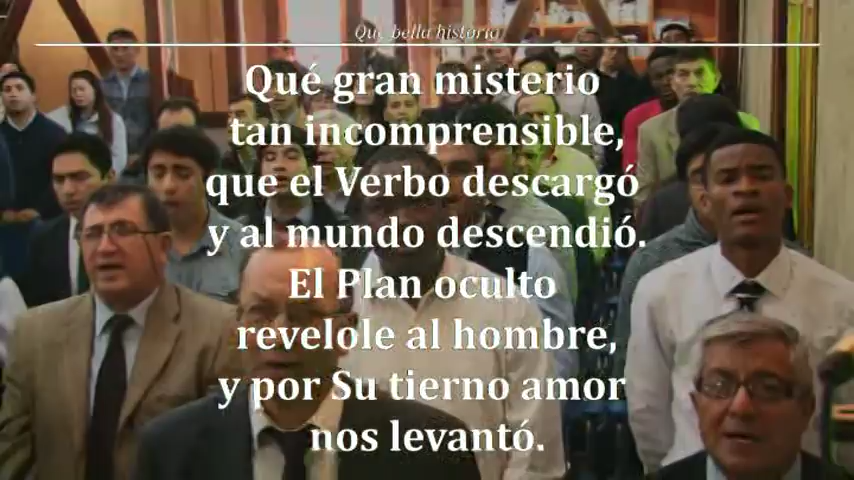 Que bella historia
Qué gran misterio
tan incomprensible,
que el Verbo descargó
y al mundo descendió.
El Plan oculto
revelole al hombre,
y por Su tierno amor
nos levantó.